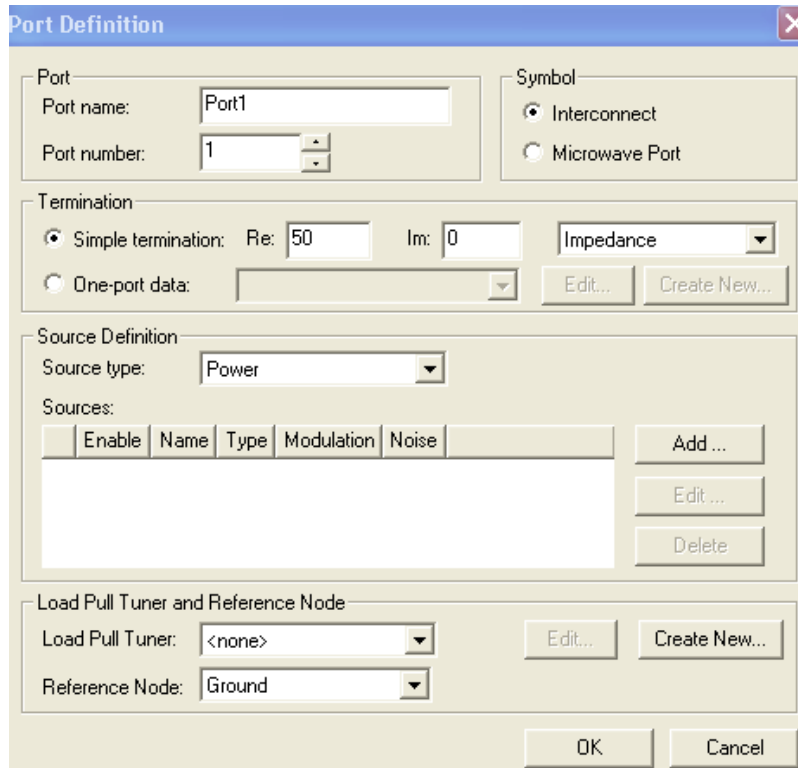 Port Definition
Port
Port name: Port1
Port number: 1
Symbol
Interconnect
Microwave Port
Termination
Simple termination: Re: 50 Im: 0 Impedance
One-port data: Edit... Create New...
Source Definition
Source type: Power
Sources:
Enable Name Type Modulation Noise
Add ...
Edit ...
Delete
Load Pull Tuner and Reference Node
Load Pull Tuner: <none> Edit... Create New...
Reference Node: Ground
OK Cancel